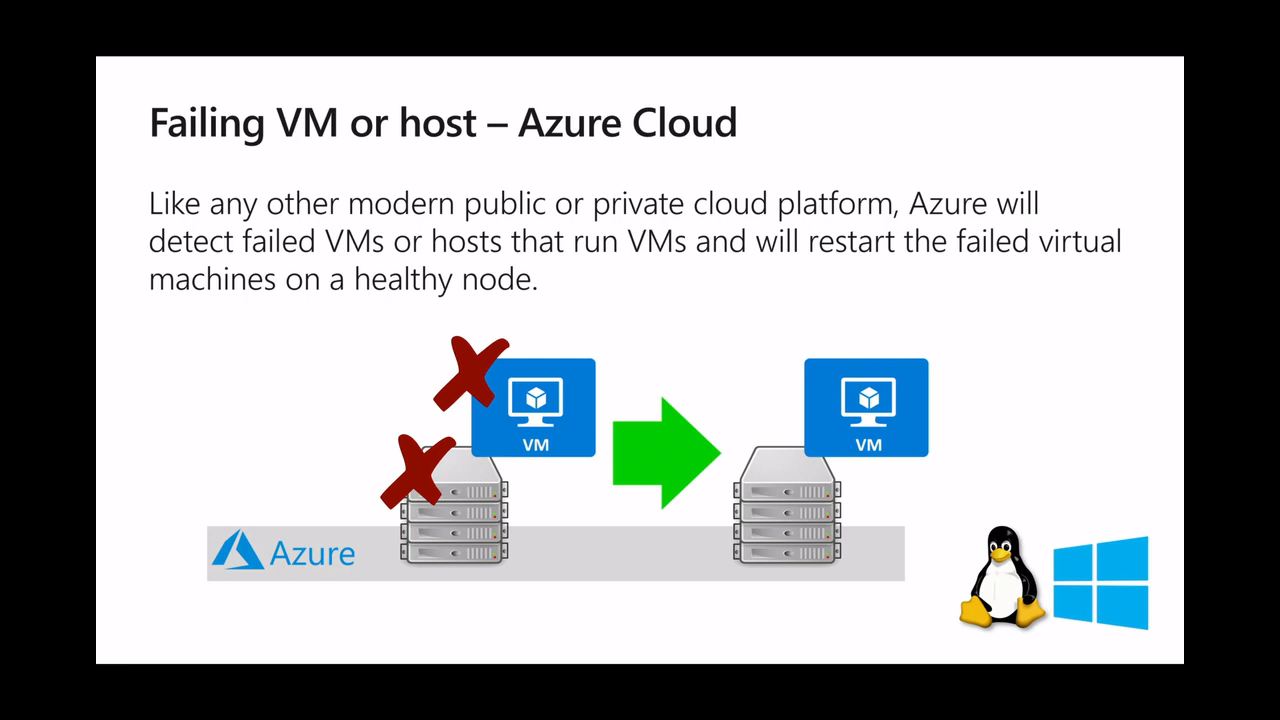 Failing VM or host – Azure Cloud
Like any other modern public or private cloud platform, Azure will
detect failed VMs or hosts that run VMs and will restart the failed virtual
machines on a healthy node.
VM
VM
Azure